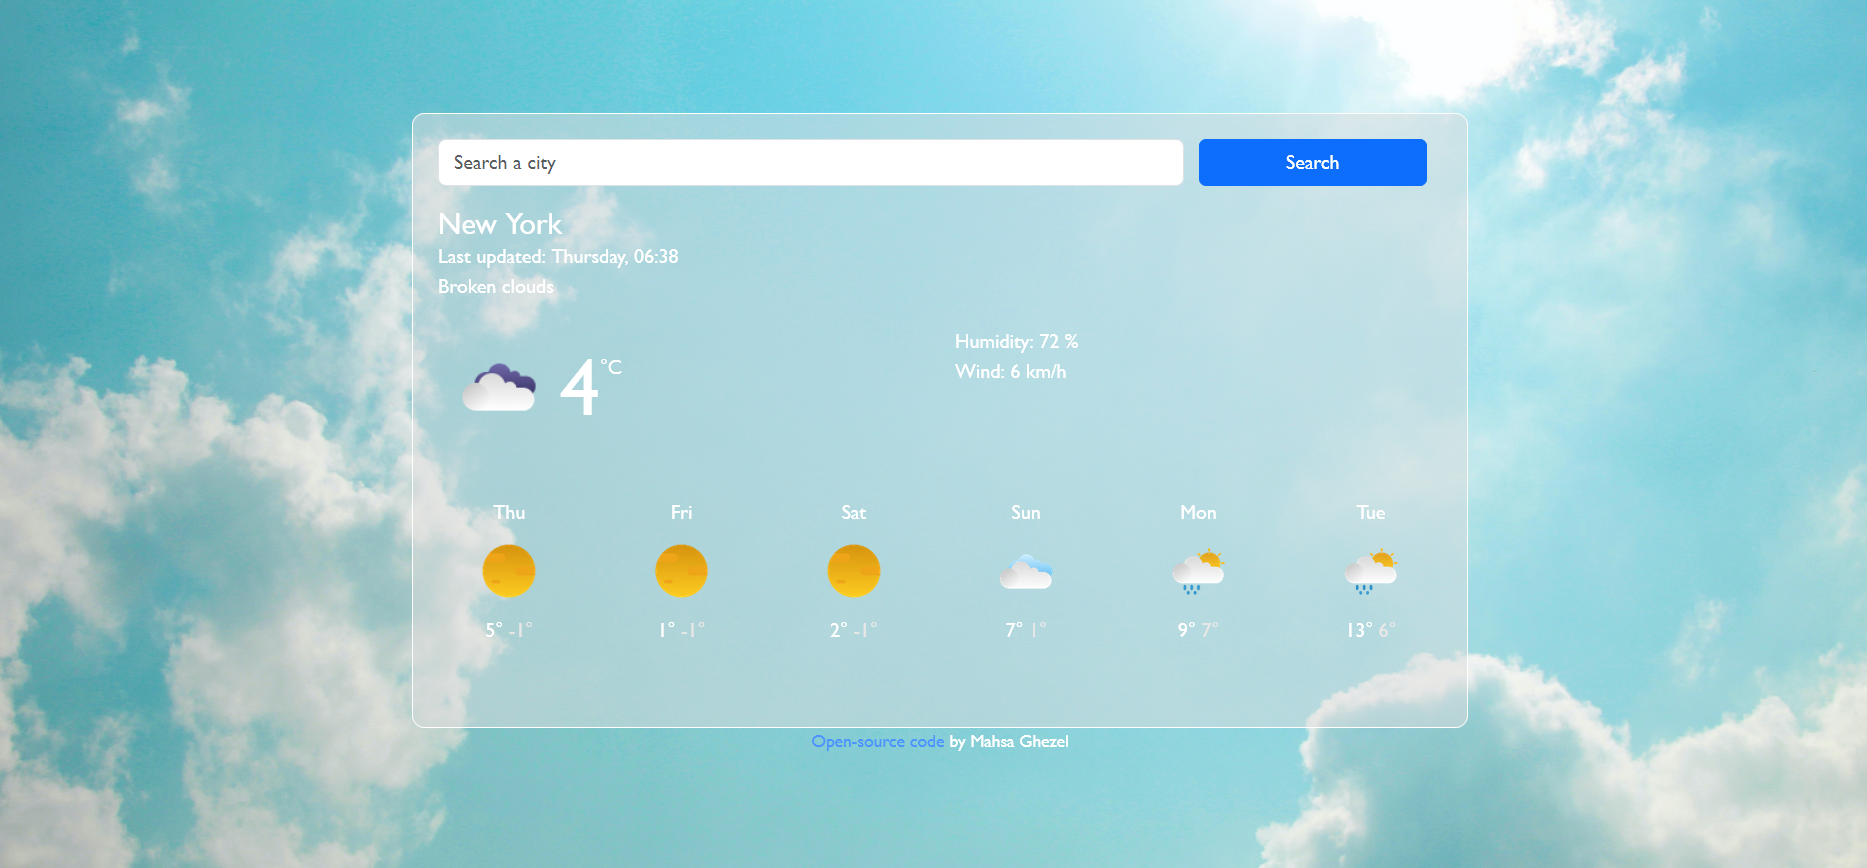 Search a city
Search
New York
Last updated: Thursday, 06:38
Broken clouds
4°C
Humidity: 72 %
Wind: 6 km/h
Thu Fri Sat Sun Mon Tue
5° -1° 1° -1° 2° -1° 7° 1° 9° 7° 13° 6°
Open-source code by Mahsa Ghezel